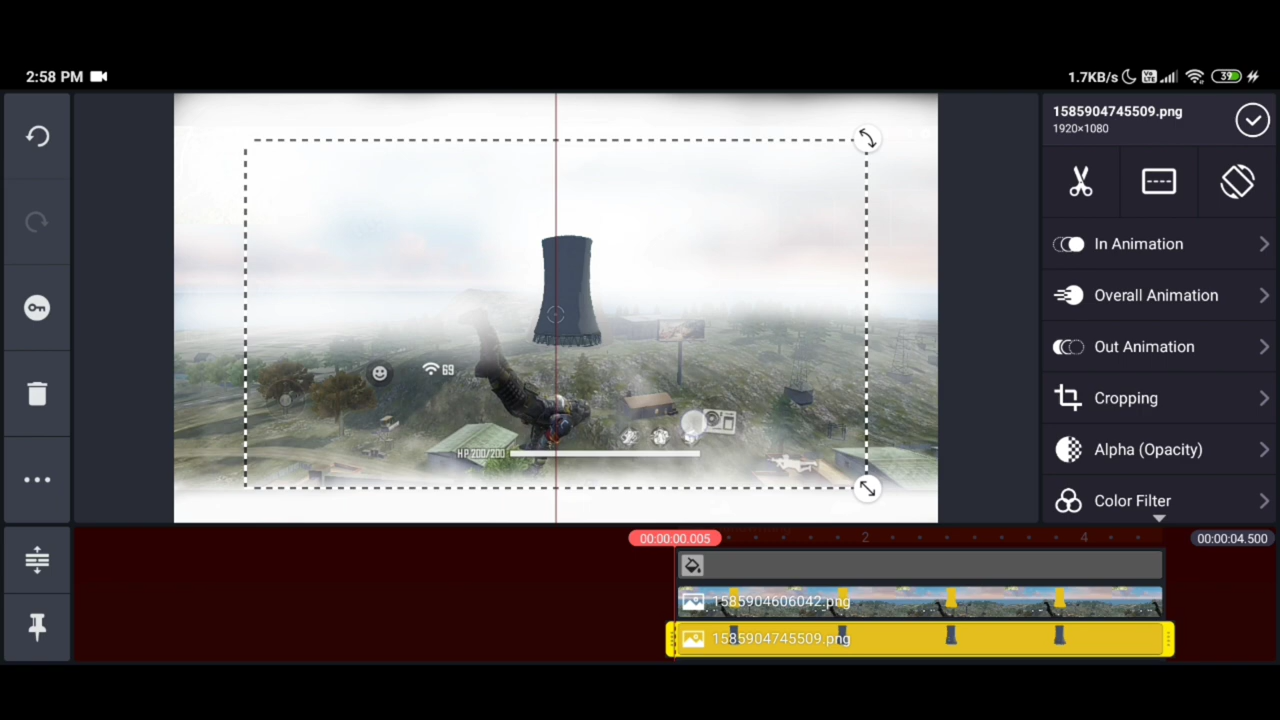 2:58 PM
1.7KB/s Vo LTE 39
1585904745509.png
1920×1080
In Animation
Overall Animation
Out Animation
Cropping
Alpha (Opacity)
Color Filter
69
HP 200/200
00:00:00.005
2
4
00:00:04.500
1585904606042.png
1585904745509.png